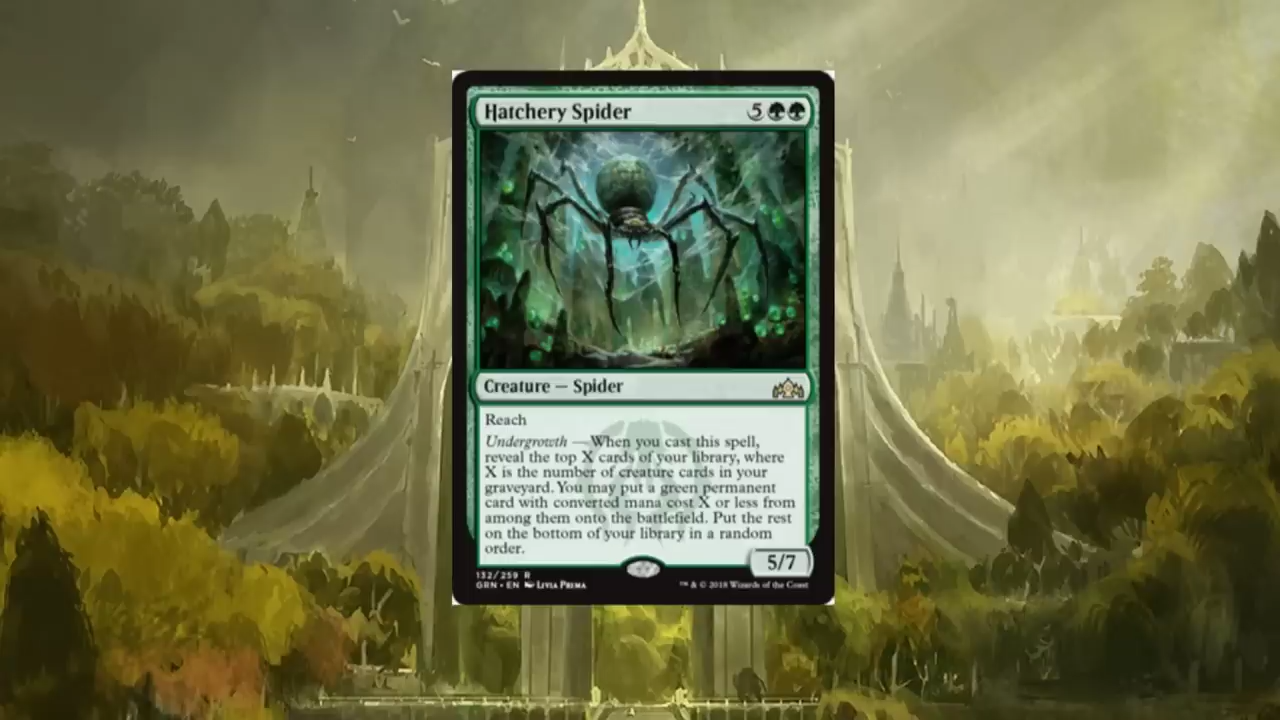 Hatchery Spider 5
Creature — Spider
Reach
Undergrowth — When you cast this spell,
reveal the top X cards of your library, where
X is the number of creature cards in your
graveyard. You may put a green permanent
card with converted mana cost X or less from
among them onto the battlefield. Put the rest
on the bottom of your library in a random
order.
5/7
132/259 R
GRN • EN Livia Prima
™ & © 2018 Wizards of the Coast